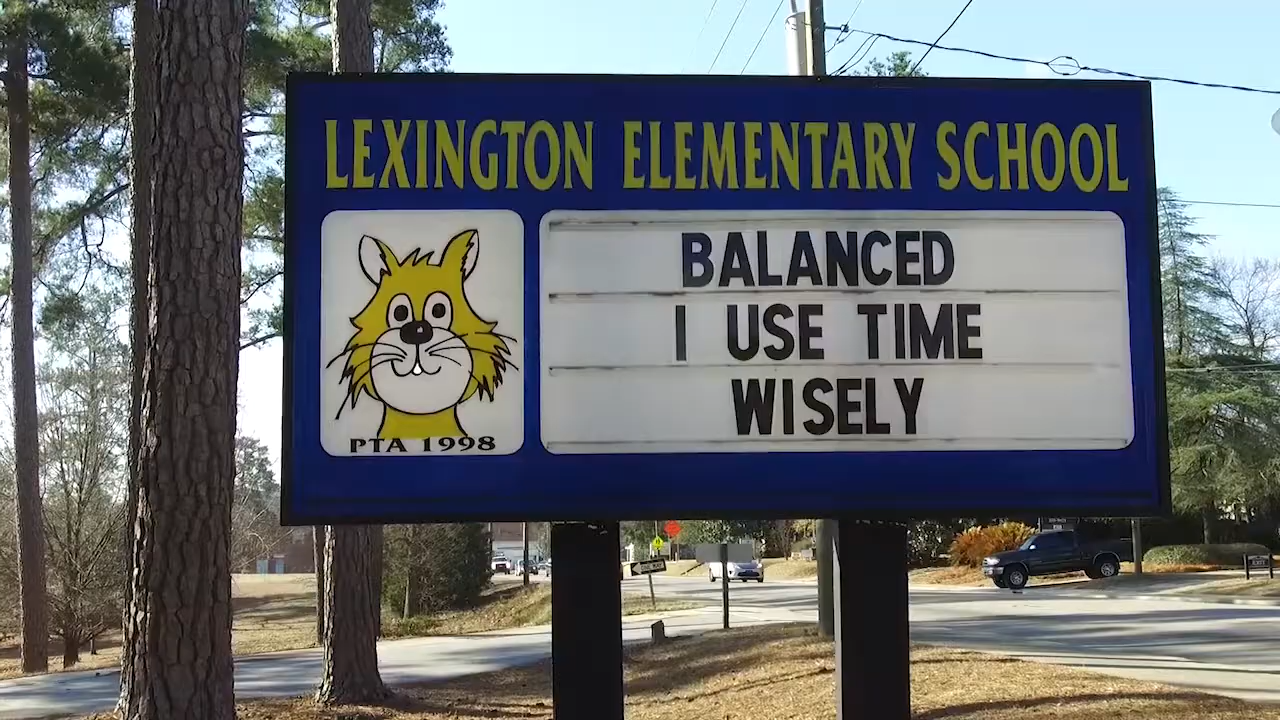 LEXINGTON ELEMENTARY SCHOOL
BALANCED
I USE TIME
WISELY
PTA 1998